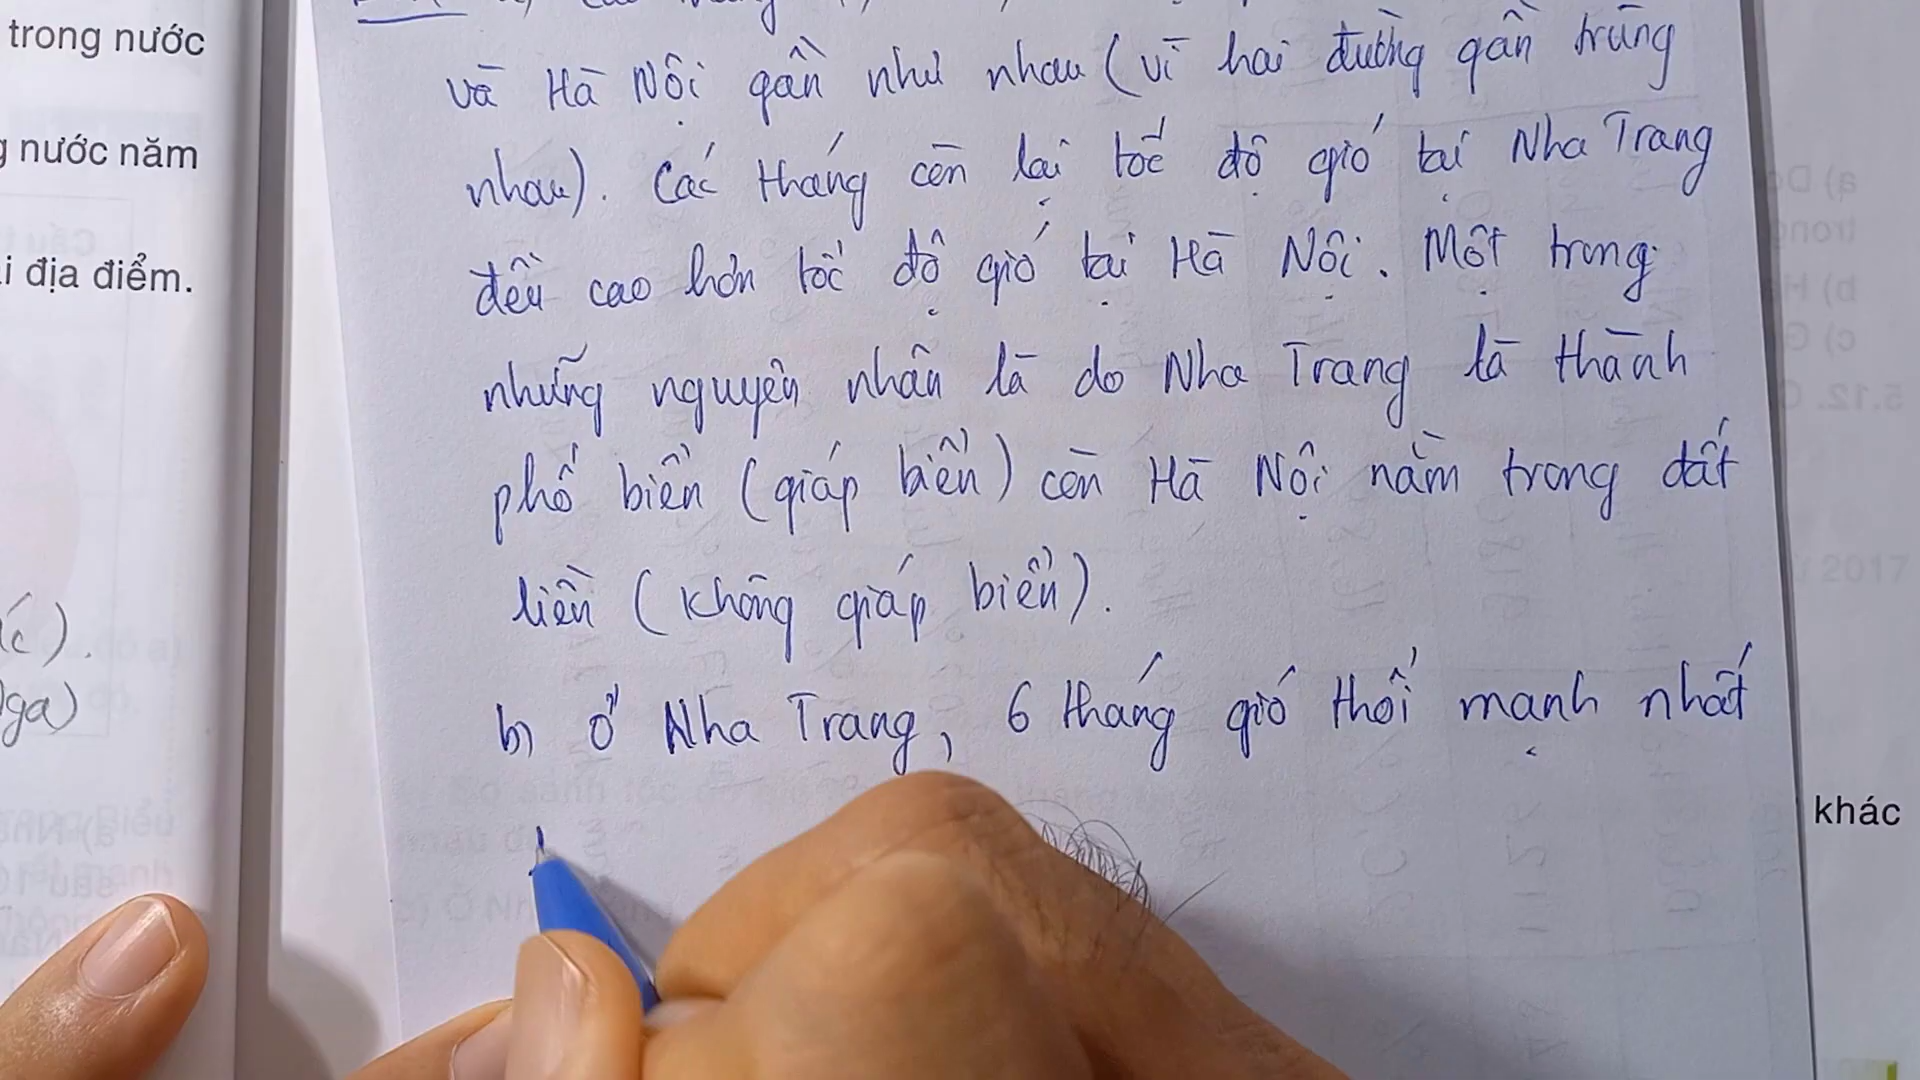 trong nước
g nước năm
i địa điểm.
ác).
Nga)
và Hà Nội gần như nhau (vì hai đường gần trùng
nhau). Các tháng còn lại tốc độ gió tại Nha Trang
đều cao hơn tốc độ gió tại Hà Nội. Một trong
những nguyên nhân là do Nha Trang là thành
phố biển (giáp biển) còn Hà Nội nằm trong đất
liền (không giáp biển).
b) Ở Nha Trang, 6 tháng gió thổi mạnh nhất
khác